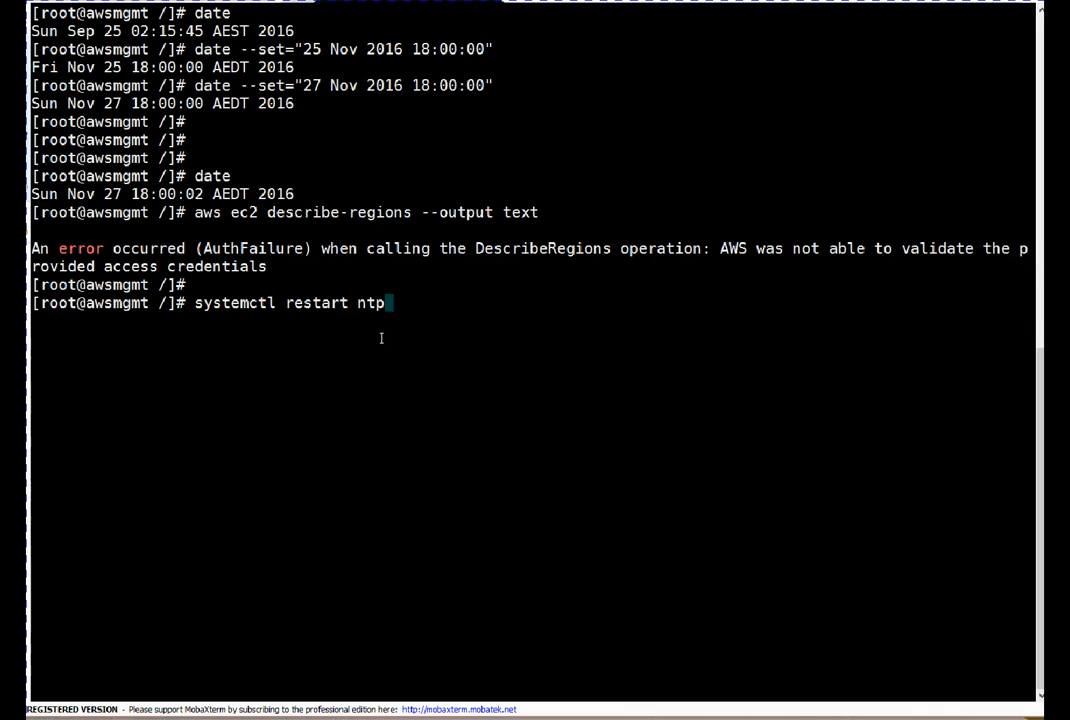 [root@awsmgmt /]# date
Sun Sep 25 02:15:45 AEST 2016
[root@awsmgmt /]# date --set="25 Nov 2016 18:00:00"
Fri Nov 25 18:00:00 AEDT 2016
[root@awsmgmt /]# date --set="27 Nov 2016 18:00:00"
Sun Nov 27 18:00:00 AEDT 2016
[root@awsmgmt /]#
[root@awsmgmt /]#
[root@awsmgmt /]#
[root@awsmgmt /]# date
Sun Nov 27 18:00:02 AEDT 2016
[root@awsmgmt /]# aws ec2 describe-regions --output text
An error occurred (AuthFailure) when calling the DescribeRegions operation: AWS was not able to validate the p
rovided access credentials
[root@awsmgmt /]#
[root@awsmgmt /]# systemctl restart ntp
REGISTERED VERSION - Please support MobaXterm by subscribing to the professional edition here: http://mobaxterm.mobatek.net